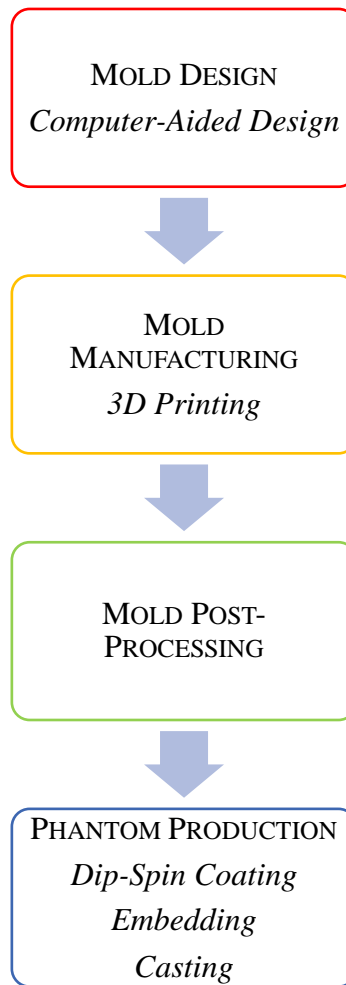 MOLD DESIGN
Computer-Aided Design
MOLD
MANUFACTURING
3D Printing
MOLD POST-
PROCESSING
PHANTOM PRODUCTION
Dip-Spin Coating
Embedding
Casting